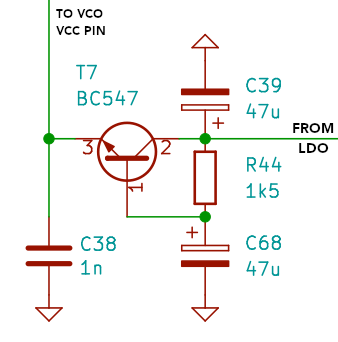 TO VCO
VCC PIN
T7
BC547
C39
47u
+
FROM
LDO
3
2
R44
1k5
1
+
C68
47u
C38
1n